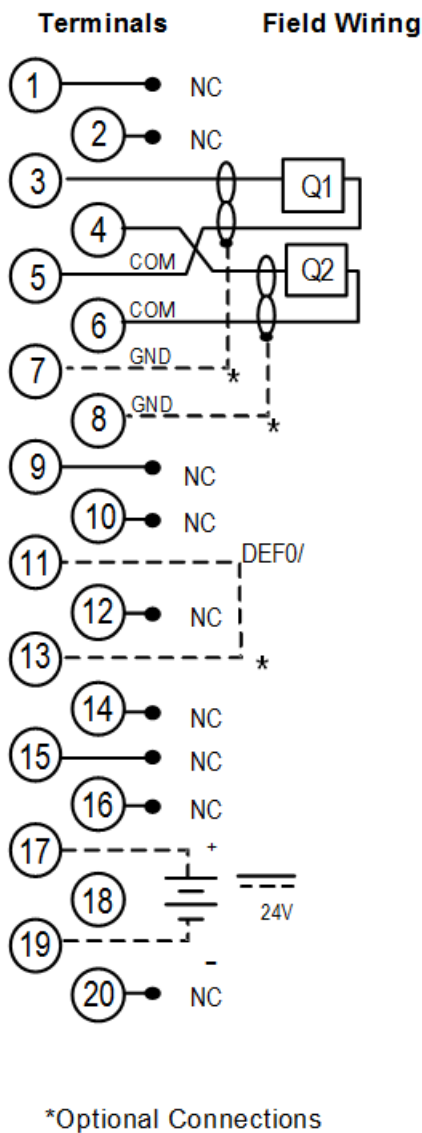 Terminals Field Wiring
1 NC
2 NC
3 Q1
4
COM Q2
5
COM
6
GND
7 *
GND
8 *
9 NC
10 NC
11 DEF0/
12 NC
13 *
14 NC
15 NC
16 NC
17 +
18 24V
19
-
20 NC
*Optional Connections